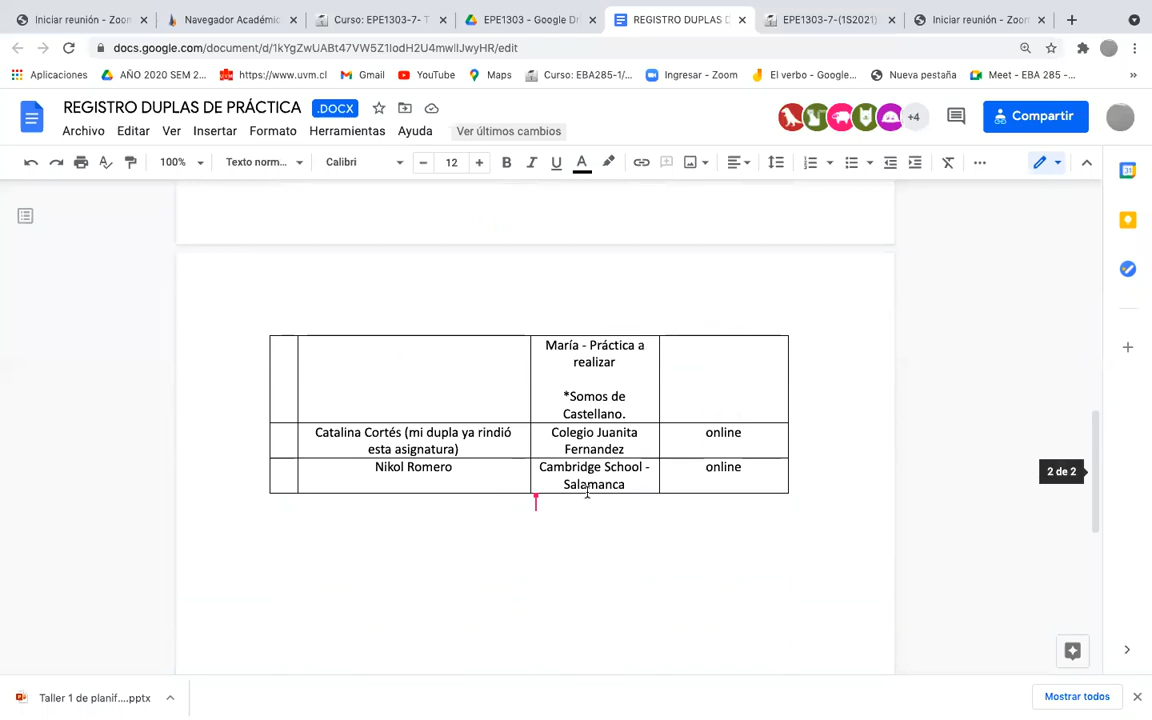 Iniciar reunión - Zoom
Navegador Académic
Curso: EPE1303-7- T
EPE1303 - Google Dri
REGISTRO DUPLAS D
EPE1303-7-(1S2021)
Iniciar reunión - Zoom
docs.google.com/document/d/1kYgZwUABt47VW5Z1IodH2U4mwlIJwyHR/edit
Aplicaciones
AÑO 2020 SEM 2...
https://www.uvm.cl
Gmail
YouTube
Maps
Curso: EBA285-1/...
Ingresar - Zoom
El verbo - Google...
Nueva pestaña
Meet - EBA 285 -...
REGISTRO DUPLAS DE PRÁCTICA
.DOCX
Archivo Editar Ver Insertar Formato Herramientas Ayuda
Ver últimos cambios
+4
Compartir
100%
Texto norm...
Calibri
12
31
María - Práctica a
realizar
*Somos de
Castellano.
Catalina Cortés (mi dupla ya rindió
esta asignatura)
Colegio Juanita
Fernandez
online
Nikol Romero
Cambridge School -
Salamanca
online
2 de 2
Taller 1 de planif....pptx
Mostrar todos